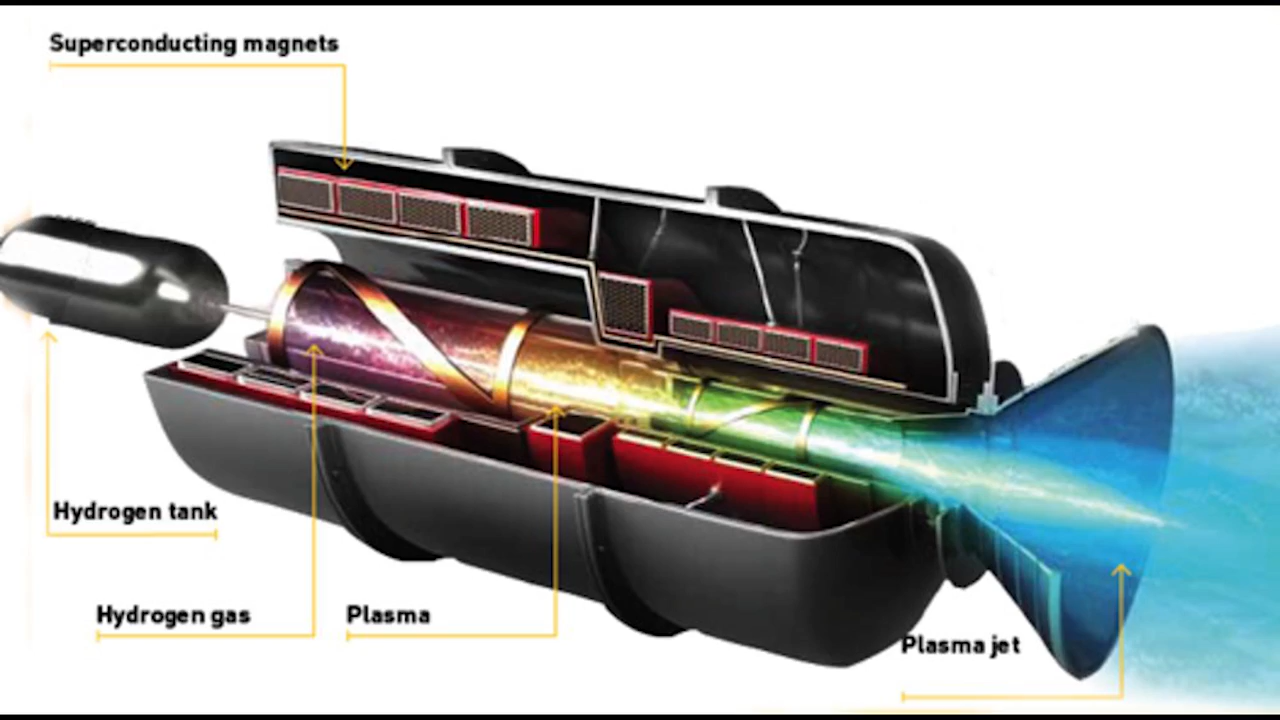 Superconducting magnets
Hydrogen tank
Hydrogen gas
Plasma
Plasma jet